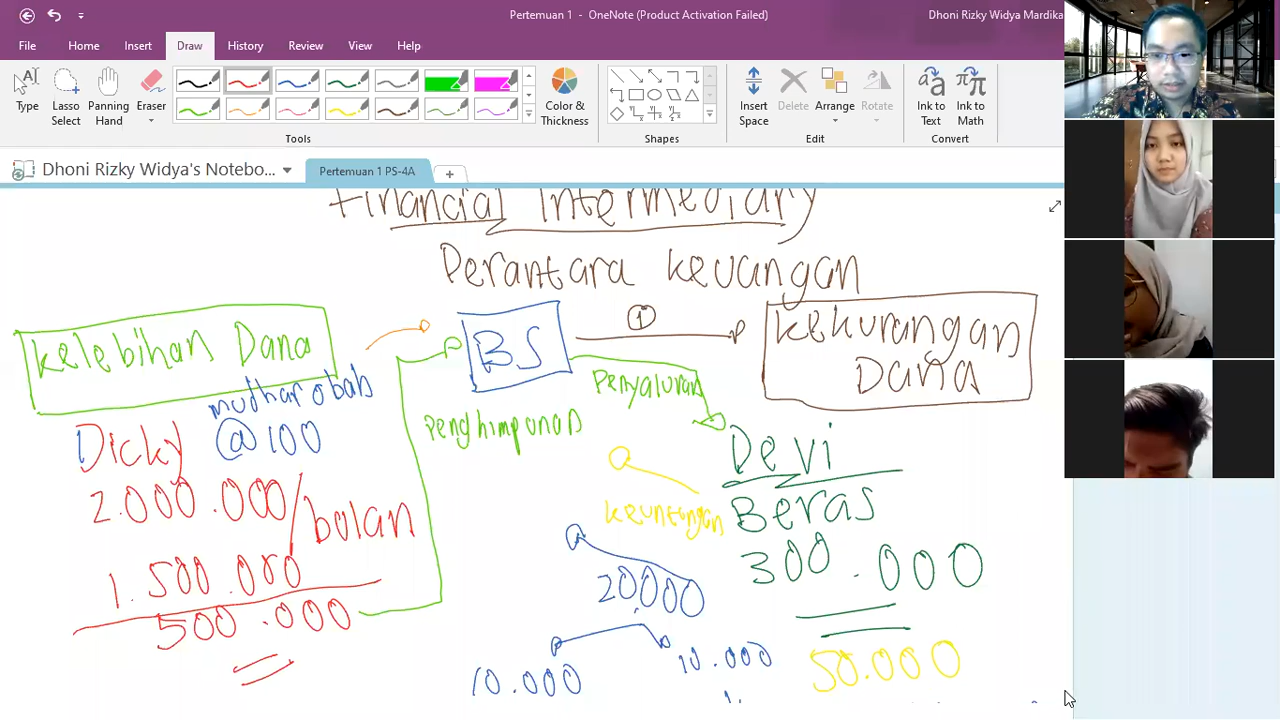 Pertemuan 1 - OneNote (Product Activation Failed)
Dhoni Rizky Widya Mardika
File Home Insert Draw History Review View Help
Type
Lasso Select
Panning Hand
Eraser
Color & Thickness
Insert Space
Delete
Arrange
Rotate
Ink to Text
Ink to Math
Tools
Shapes
Edit
Convert
Dhoni Rizky Widya's Notebo...
Pertemuan 1 PS-4A
Financial Intermediary
Perantara keuangan
Kelebihan Dana
BS
1
kekurangan
Dana
mudharobah
Penyaluran
Dicky @100
Penghimpunan
Devi
2.000.000/bulan
keuntungan
Beras
1.500.000
300.000
500.000
20.000
10.000
10.000
50.000